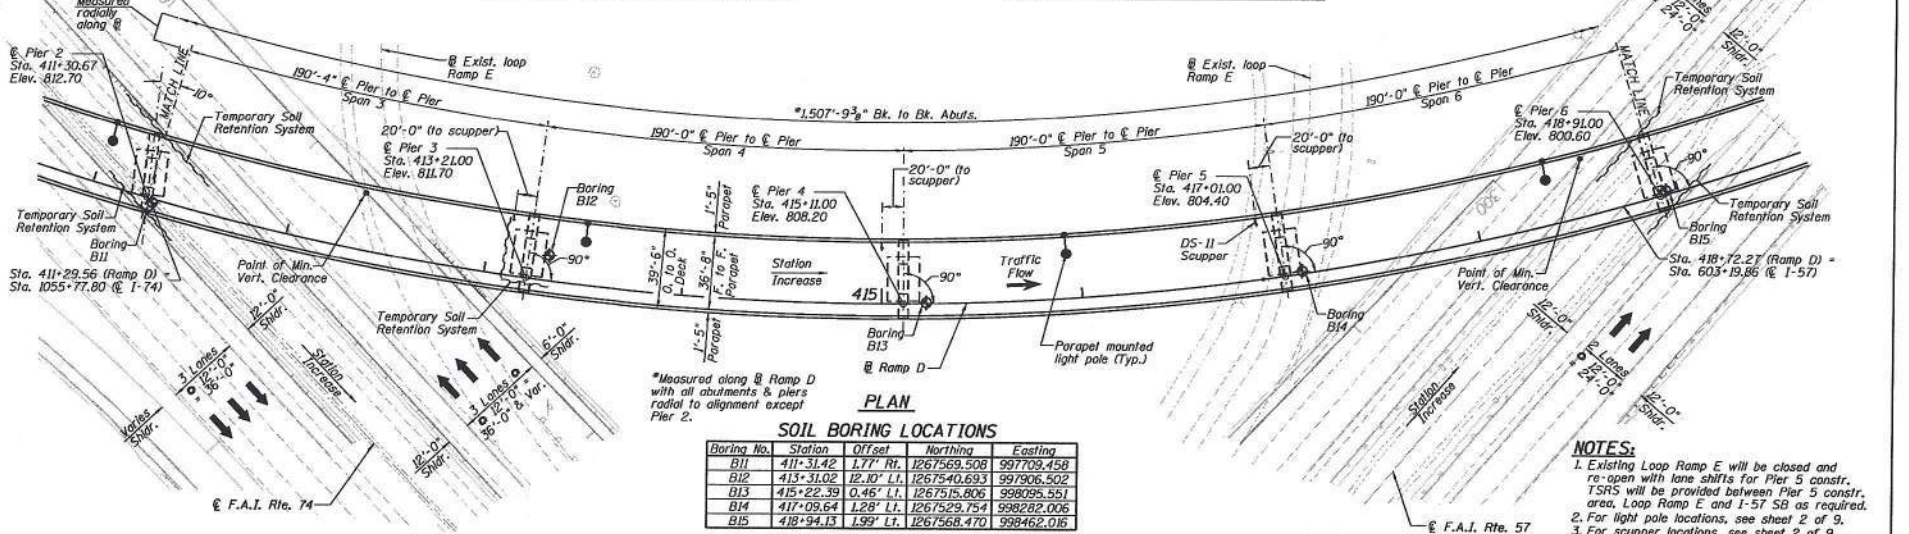 Measured
radially
along ℄
℄ Pier 2
Sta. 411+30.67
Elev. 812.70
MATCH LINE
10°
Temporary Soil
Retention System
190'-4" ℄ Pier to ℄ Pier
Span 3
Exist. loop
Ramp E
*1,507'-9⅜" Bk. to Bk. Abuts.
20'-0" (to scupper)
℄ Pier 3
Sta. 413+21.00
Elev. 811.70
190'-0" ℄ Pier to ℄ Pier
Span 4
190'-0" ℄ Pier to ℄ Pier
Span 5
Exist. loop
Ramp E
190'-0" ℄ Pier to ℄ Pier
Span 6
Lanes
12'-0"
24'-0"
12'-0"
Shldr.
MATCH LINE
Temporary Soil
Retention System
℄ Pier 6
Sta. 418+91.00
Elev. 800.60
20'-0" (to
scupper)
20'-0" (to
scupper)
Boring
B12
1'-5"
Parapet
℄ Pier 4
Sta. 415+11.00
Elev. 808.20
℄ Pier 5
Sta. 417+01.00
Elev. 804.40
90°
Temporary Soil
Retention System
Temporary Soil
Retention System
Boring
B11
Sta. 411+29.56 (Ramp D) =
Sta. 1055+77.80 (℄ I-74)
Point of Min.
Vert. Clearance
90°
39'-6"
O. to O.
Deck
36'-8"
F. to F.
Parapet
Station
Increase
415
90°
Traffic
Flow
DS-11
Scupper
90°
Boring
B15
Sta. 418+72.27 (Ramp D) =
Sta. 603+19.86 (℄ I-57)
Point of Min.
Vert. Clearance
Temporary Soil
Retention System
1'-5"
Parapet
Boring
B13
Ramp D
Parapet mounted
light pole (Typ.)
Boring
B14
12'-0"
Shldr.
12'-0"
Shldr.
6'-0"
Shldr.
3 Lanes
@ 12'-0"
= 36'-0"
Station
Increase
3 Lanes
@ 12'-0" =
36'-0" & Var.
Varies
Shldr.
12'-0"
Shldr.
2 Lanes
@ 12'-0"
= 24'-0"
12'-0"
Shldr.
Station
Increase
*Measured along Ramp D
with all abutments & piers
radial to alignment except
Pier 2.
PLAN
SOIL BORING LOCATIONS
Boring No. Station Offset Northing Easting
B11 411+31.42 1.77' Rt. 1267569.508 997709.458
B12 413+31.02 12.10' Lt. 1267540.693 997906.502
B13 415+22.39 0.46' Lt. 1267515.806 998095.551
B14 417+09.64 1.28' Lt. 1267529.754 998282.006
B15 418+94.13 1.99' Lt. 1267568.470 998462.016
℄ F.A.I. Rte. 74
℄ F.A.I. Rte. 57
NOTES:
1. Existing Loop Ramp E will be closed and
re-open with lane shifts for Pier 5 constr.
TSRS will be provided between Pier 5 constr.
area, Loop Ramp E and I-57 SB as required.
2. For light pole locations, see sheet 2 of 9.
3. For scupper locations, see sheet 2 of 9.